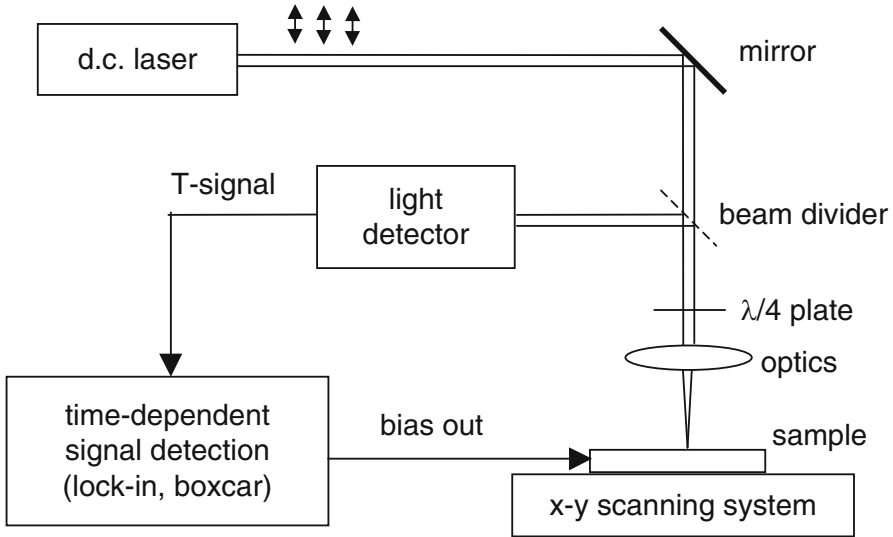 d.c. laser
mirror
T-signal
light
detector
beam divider
λ/4 plate
optics
time-dependent
signal detection
(lock-in, boxcar)
bias out
sample
x-y scanning system